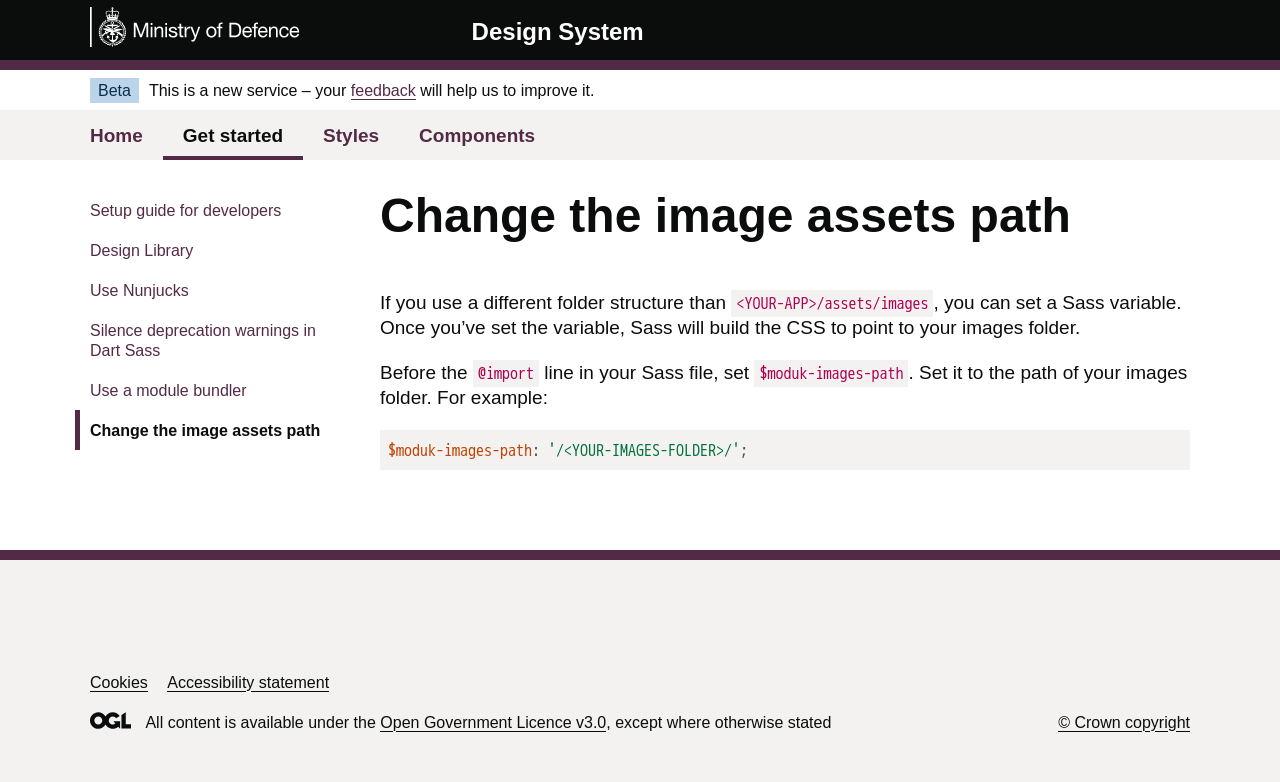 Ministry of Defence
Design System
Beta This is a new service – your feedback will help us to improve it.
Home Get started Styles Components
Setup guide for developers
Design Library
Use Nunjucks
Silence deprecation warnings in
Dart Sass
Use a module bundler
Change the image assets path
Change the image assets path
If you use a different folder structure than <YOUR-APP>/assets/images, you can set a Sass variable.
Once you’ve set the variable, Sass will build the CSS to point to your images folder.
Before the @import line in your Sass file, set $moduk-images-path. Set it to the path of your images
folder. For example:
$moduk-images-path: '/<YOUR-IMAGES-FOLDER>/';
Cookies Accessibility statement
OGL All content is available under the Open Government Licence v3.0, except where otherwise stated
© Crown copyright